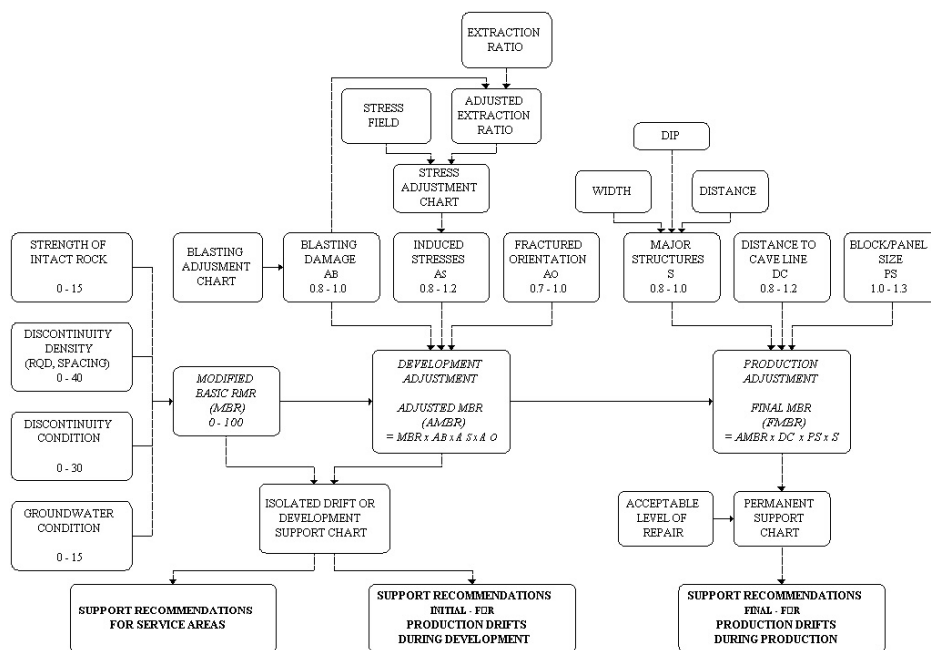 EXTRACTION
RATIO
STRESS
FIELD
ADJUSTED
EXTRACTION
RATIO
DIP
STRESS
ADJUSTMENT
CHART
WIDTH
DISTANCE
STRENGTH OF
INTACT ROCK
0 - 15
BLASTING
ADJUSMENT
CHART
BLASTING
DAMAGE
AB
0.8 - 1.0
INDUCED
STRESSES
AS
0.8 - 1.2
FRACTURED
ORIENTATION
AO
0.7 - 1.0
MAJOR
STRUCTURES
S
0.8 - 1.0
DISTANCE TO
CAVE LINE
DC
0.8 - 1.2
BLOCK/PANEL
SIZE
PS
1.0 - 1.3
DISCONTINUITY
DENSITY
(RQD, SPACING)
0 - 40
MODIFIED
BASIC RMR
(MBR)
0 - 100
DEVELOPMENT
ADJUSTMENT
ADJUSTED MBR
(AMBR)
= MBR x AB x A S x A O
PRODUCTION
ADJUSTMENT
FINAL MBR
(FMBR)
= AMBR x DC x PS x S
DISCONTINUITY
CONDITION
0 - 30
GROUNDWATER
CONDITION
0 - 15
ISOLATED DRIFT OR
DEVELOPMENT
SUPPORT CHART
ACCEPTABLE
LEVEL OF
REPAIR
PERMANENT
SUPPORT
CHART
SUPPORT RECOMMENDATIONS
FOR SERVICE AREAS
SUPPORT RECOMMENDATIONS
INITIAL - FOR
PRODUCTION DRIFTS
DURING DEVELOPMENT
SUPPORT RECOMMENDATIONS
FINAL - FOR
PRODUCTION DRIFTS
DURING PRODUCTION